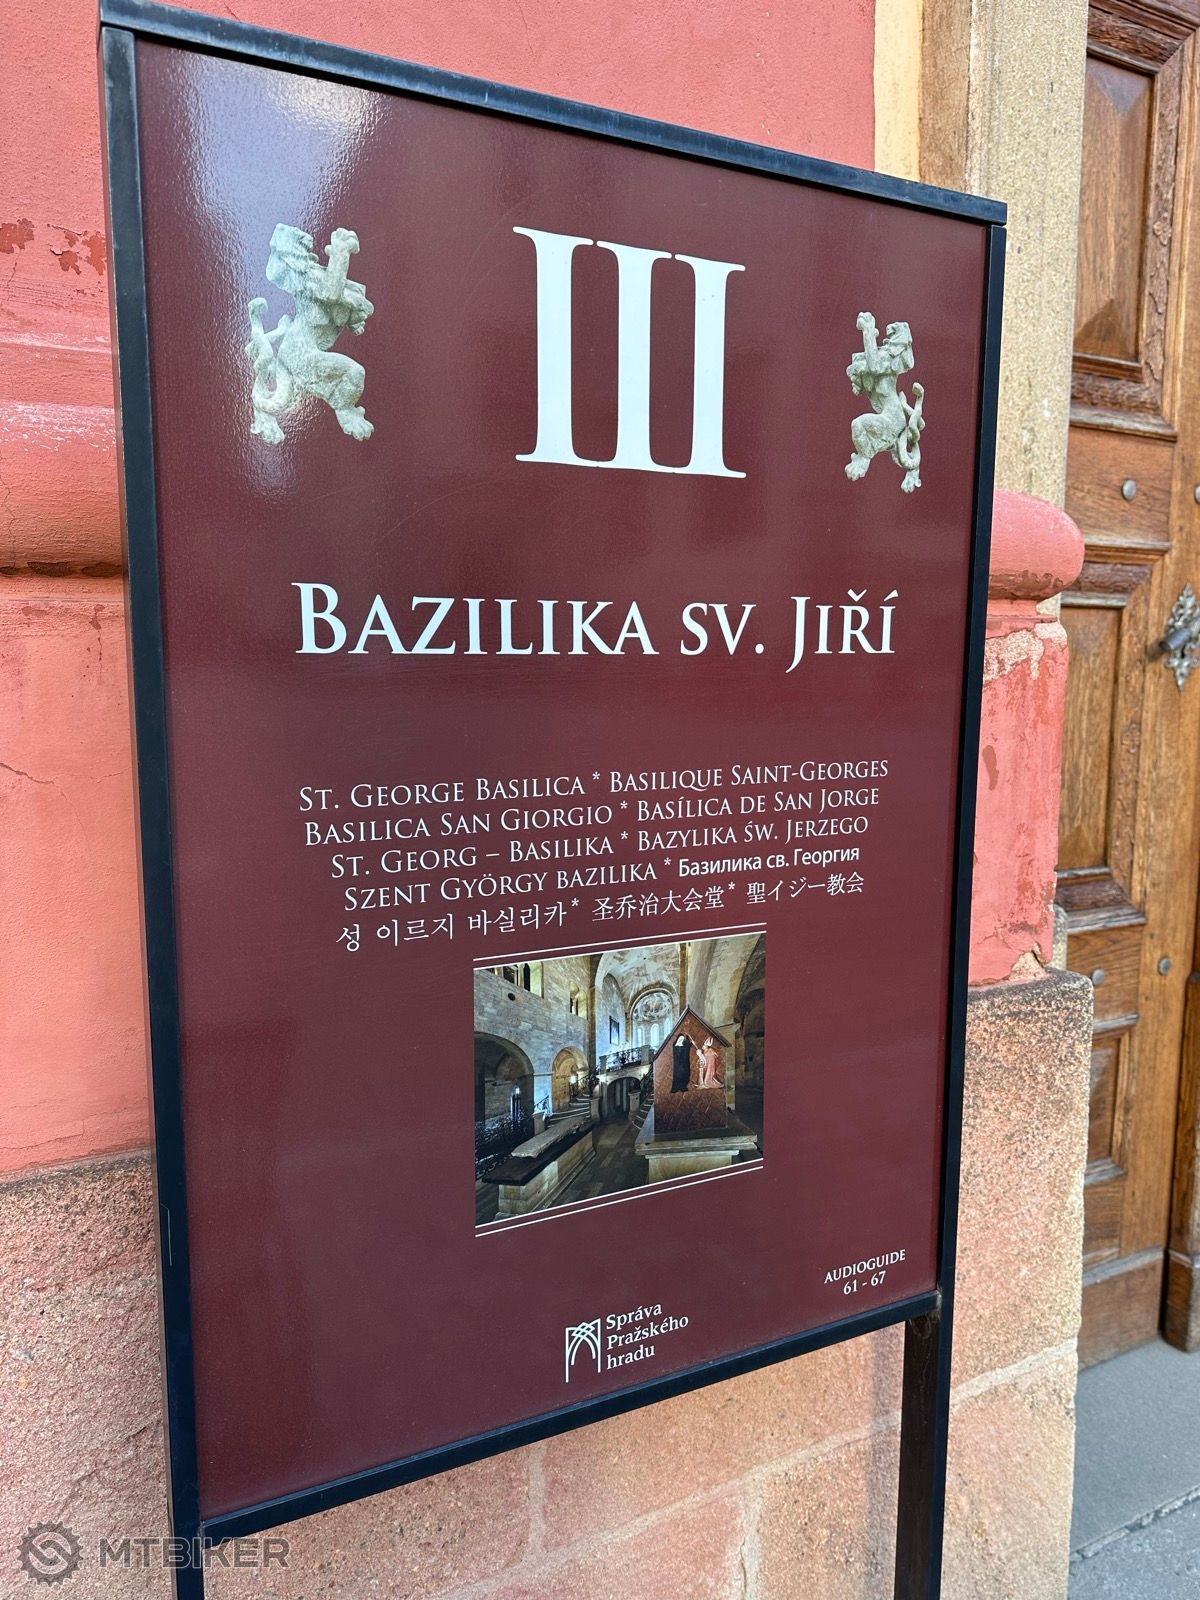 III
BAZILIKA SV. JIŘÍ
ST. GEORGE BASILICA * BASILIQUE SAINT-GEORGES
BASILICA SAN GIORGIO * BASÍLICA DE SAN JORGE
ST. GEORG – BASILIKA * BAZYLIKA ŚW. JERZEGO
SZENT GYÖRGY BAZILIKA * Базилика св. Георгия
성 이르지 바실리카 * 圣乔治大会堂 * 聖イジー教会
AUDIOGUIDE
61 - 67
Správa
Pražského
hradu
MTBIKER